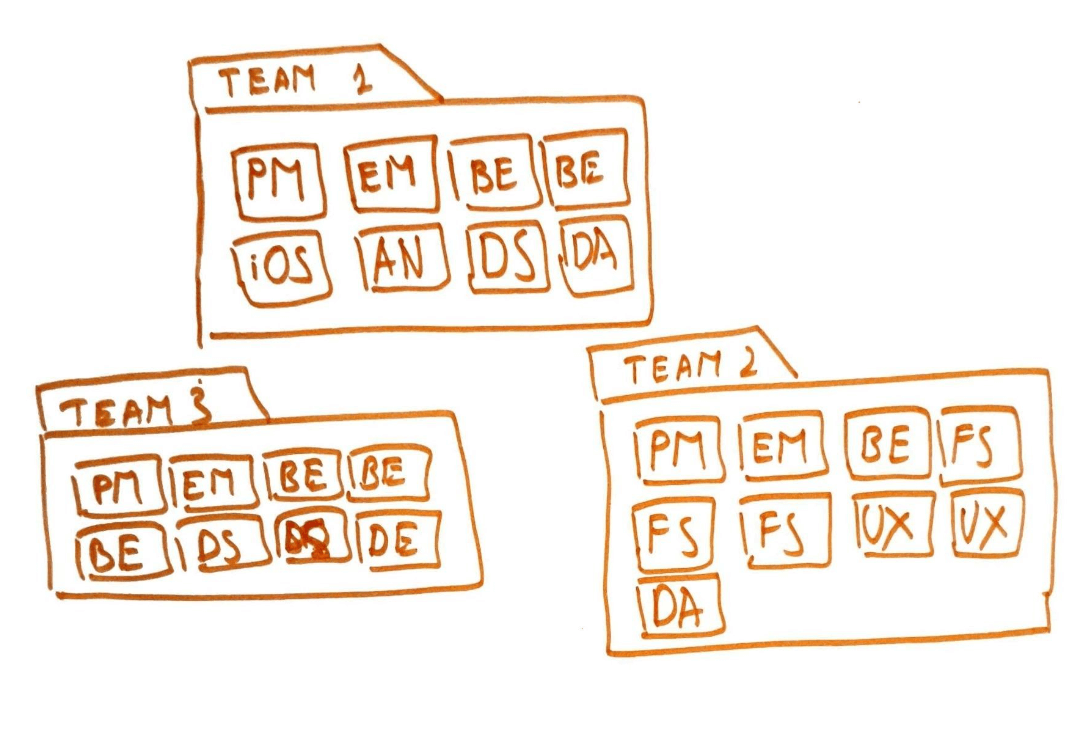 TEAM 1
PM EM BE BE
iOS AN DS DA
TEAM 2
PM EM BE FS
FS FS UX UX
DA
TEAM 3
PM EM BE BE
BE DS DE